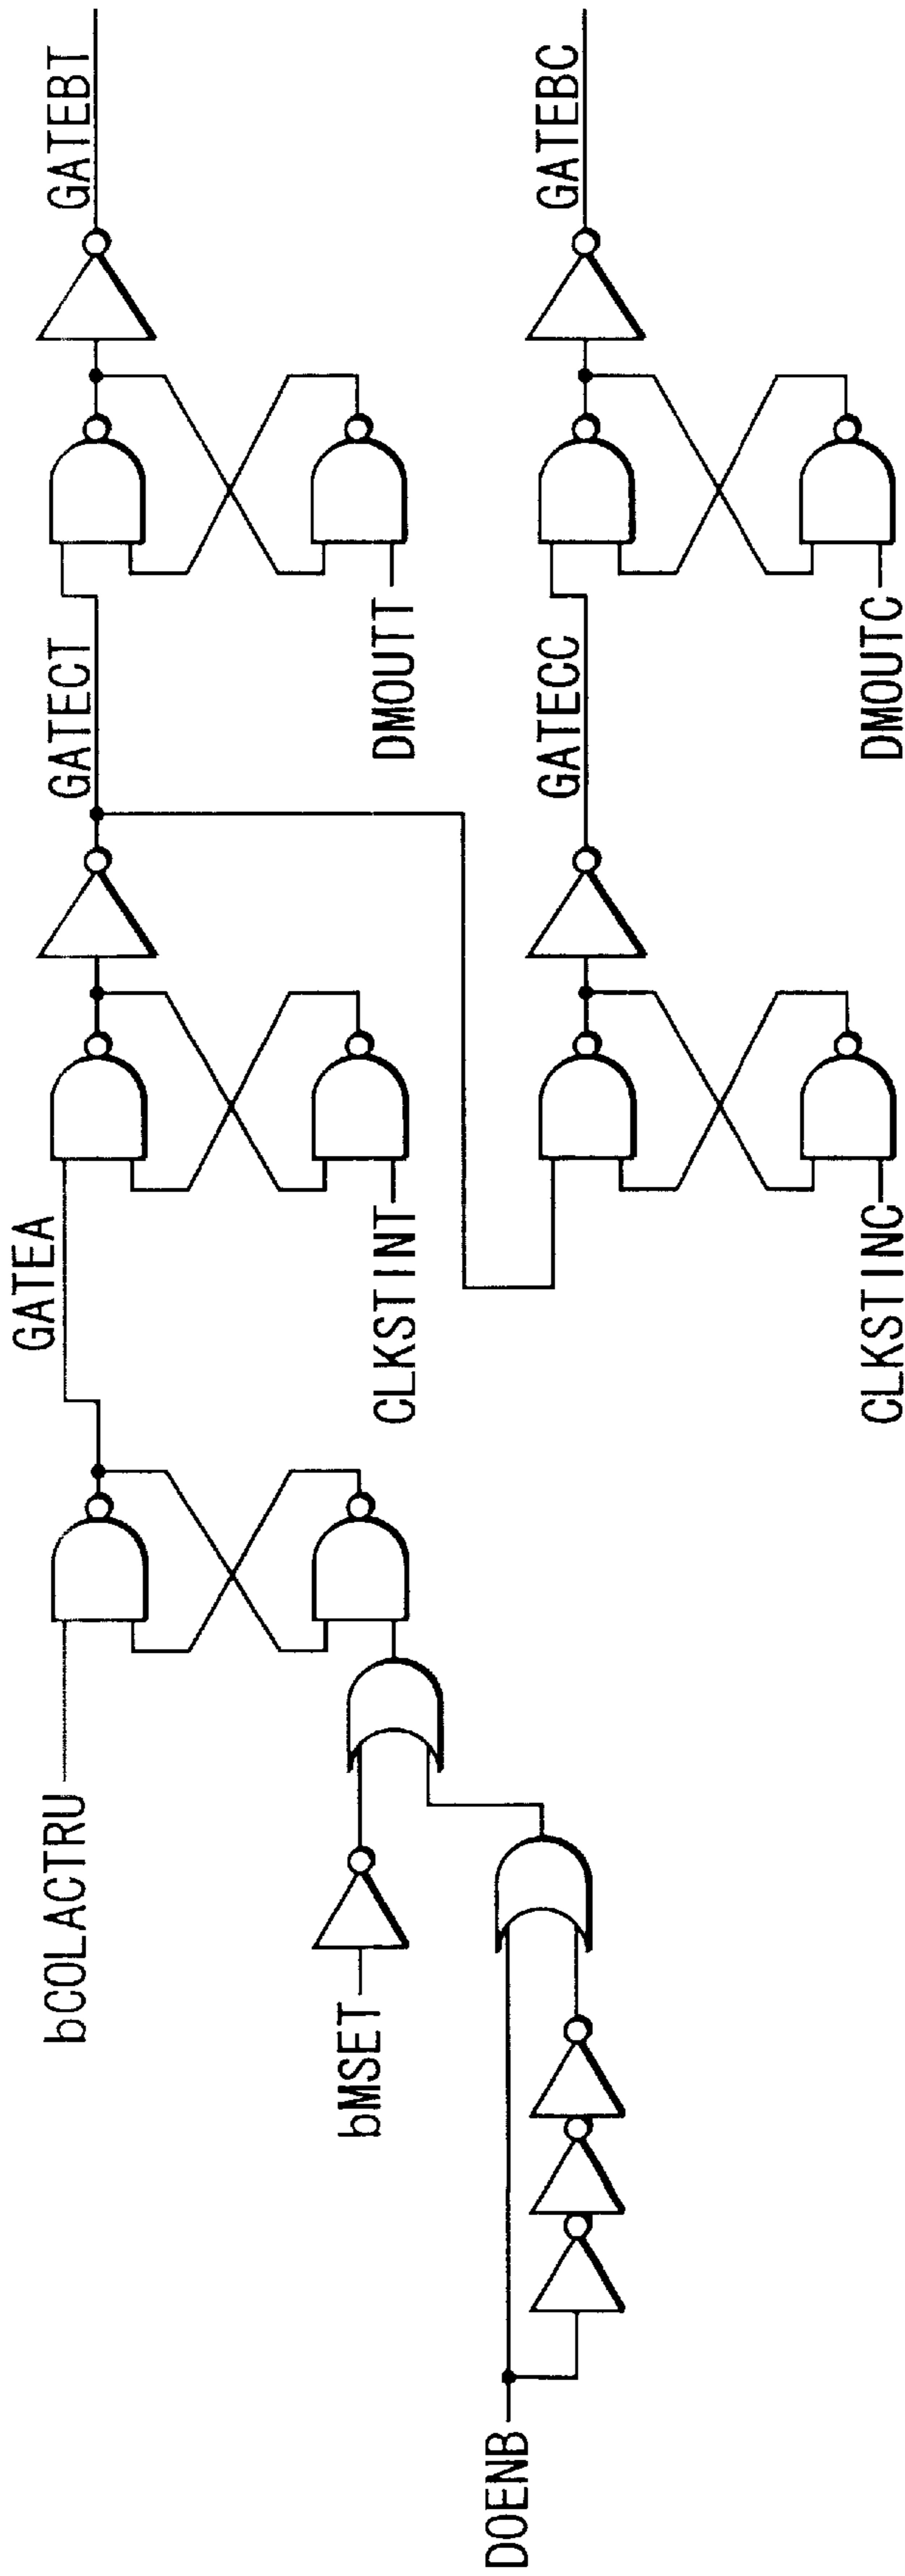 bCOLACTRU
GATEA
GATECT
GATEBT
bMSET
CLKSTINT
DMOUTT
GATECC
GATEBC
DOENB
CLKSTINC
DMOUTC